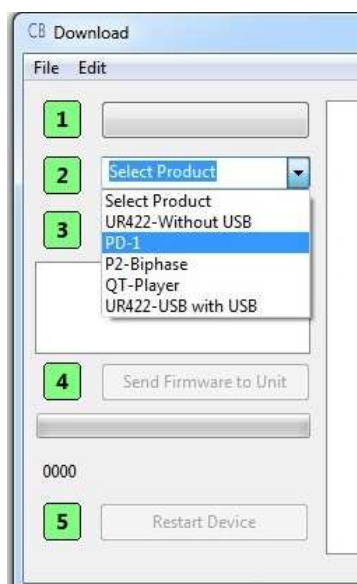 CB Download
File Edit
1
2 Select Product
Select Product
3 UR422-Without USB
PD-1
P2-Biphase
QT-Player
UR422-USB with USB
4 Send Firmware to Unit
0000
5 Restart Device